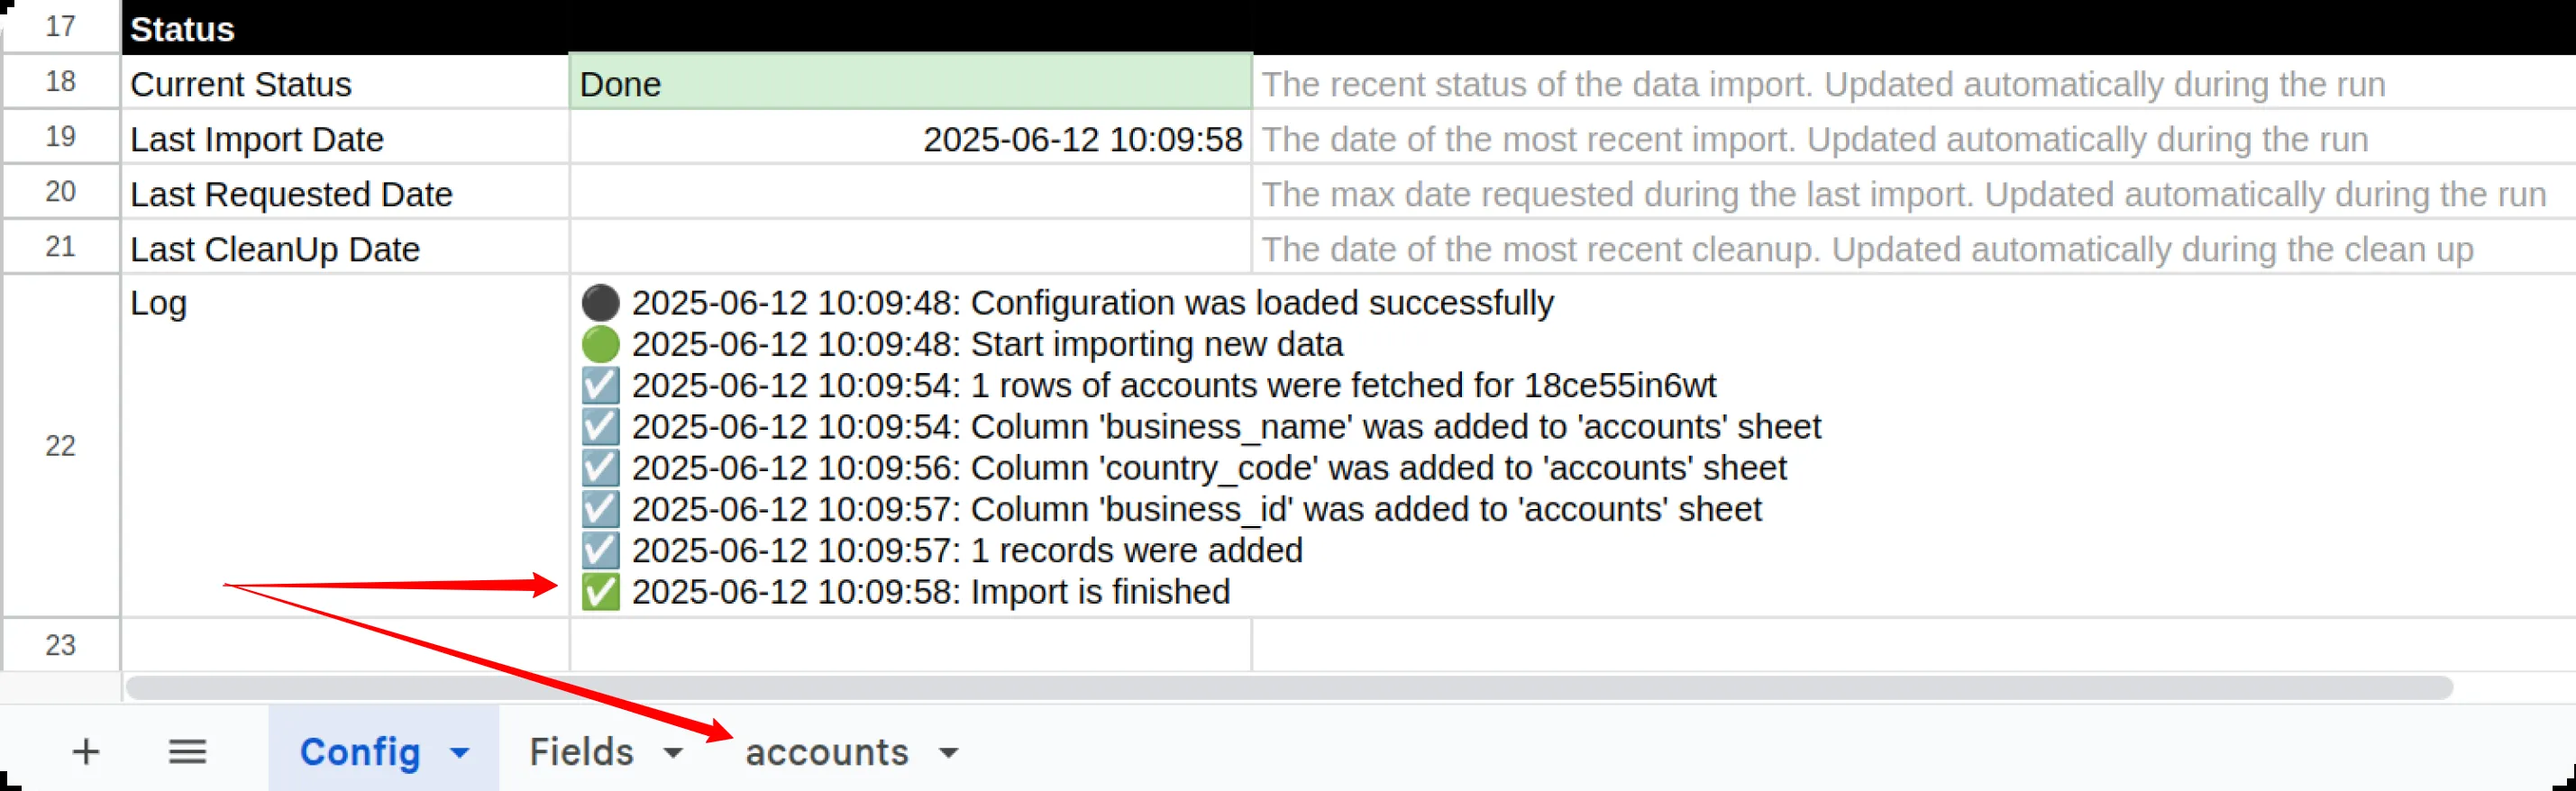 17 Status
18 Current Status Done The recent status of the data import. Updated automatically during the run
19 Last Import Date 2025-06-12 10:09:58 The date of the most recent import. Updated automatically during the run
20 Last Requested Date The max date requested during the last import. Updated automatically during the run
21 Last CleanUp Date The date of the most recent cleanup. Updated automatically during the clean up
22 Log
2025-06-12 10:09:48: Configuration was loaded successfully
2025-06-12 10:09:48: Start importing new data
2025-06-12 10:09:54: 1 rows of accounts were fetched for 18ce55in6wt
2025-06-12 10:09:54: Column 'business_name' was added to 'accounts' sheet
2025-06-12 10:09:56: Column 'country_code' was added to 'accounts' sheet
2025-06-12 10:09:57: Column 'business_id' was added to 'accounts' sheet
2025-06-12 10:09:57: 1 records were added
2025-06-12 10:09:58: Import is finished
23
Config Fields accounts